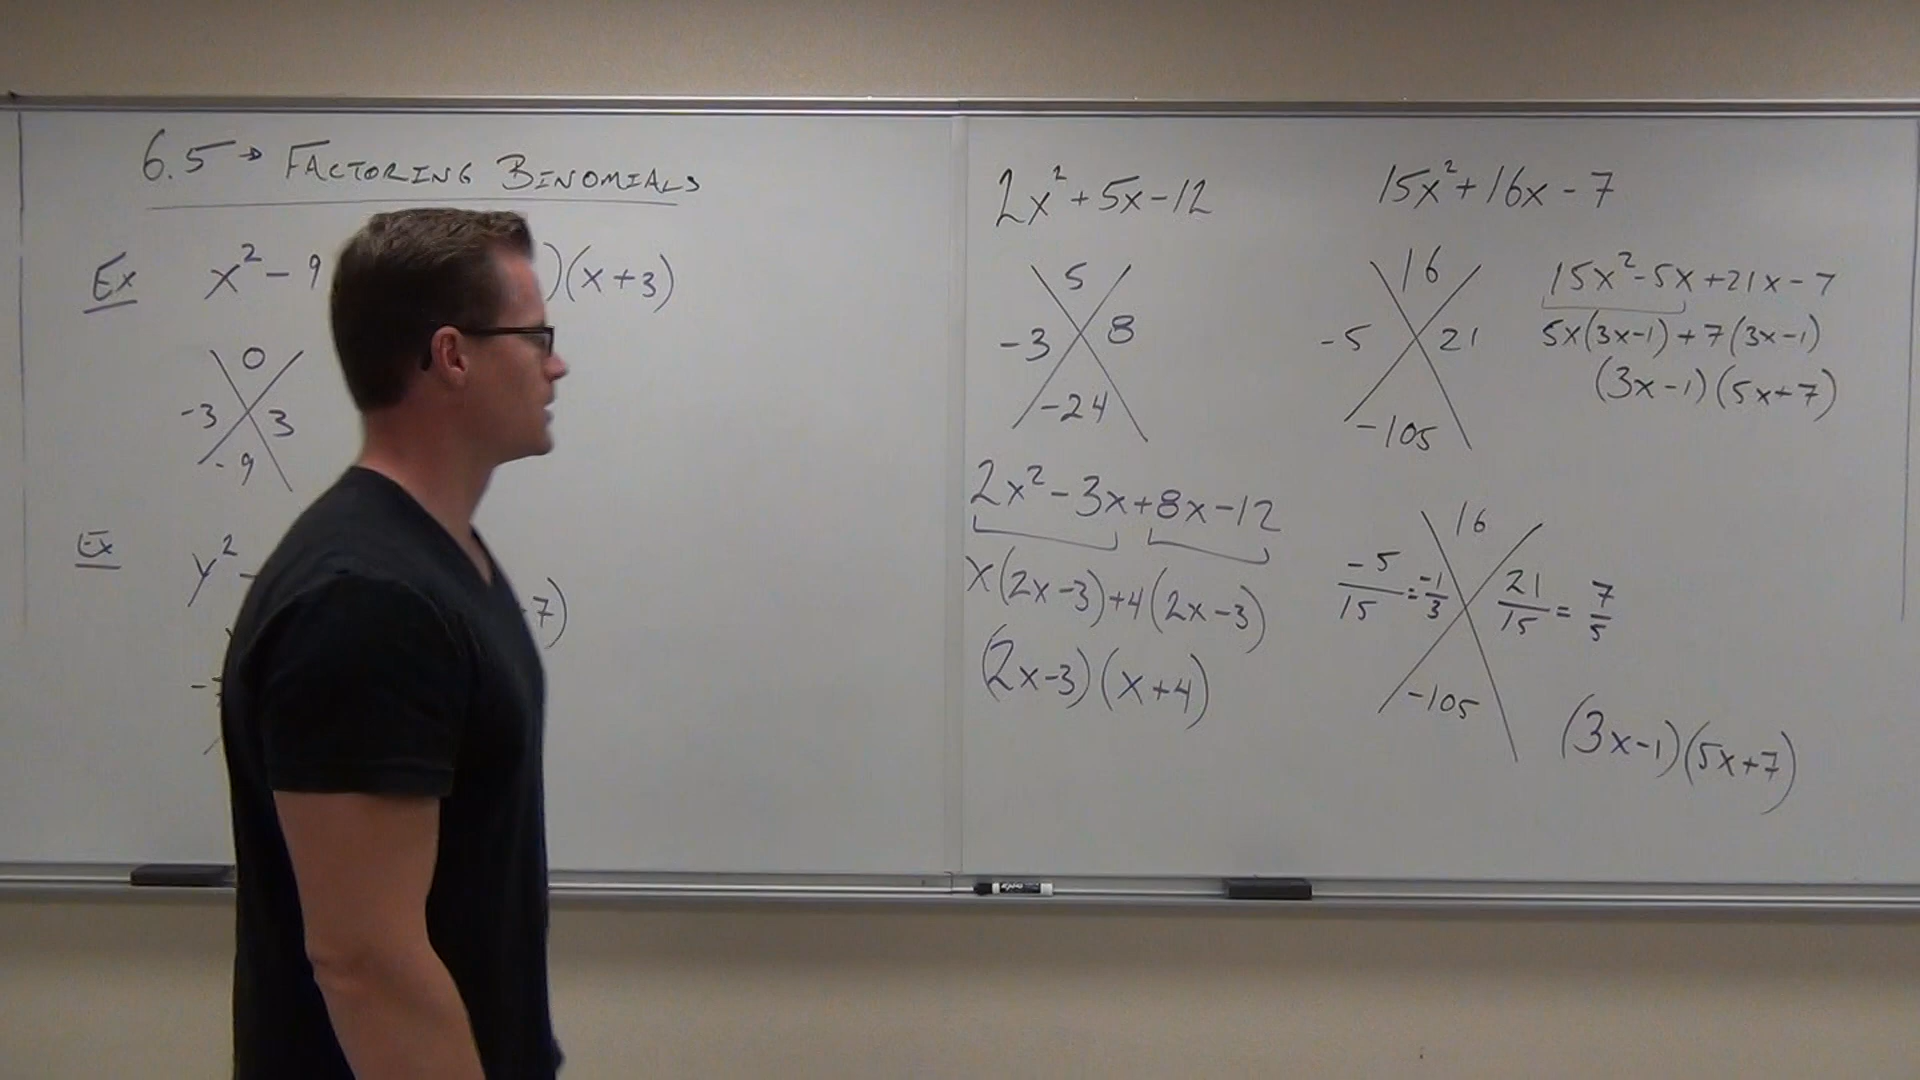 6.5 → FACTORING BINOMIALS
Ex x² - 9 )(x+3)
0
-3 3
-9
Ex y² - 7)
2x² + 5x - 12
5
-3 8
-24
2x² - 3x + 8x - 12
x(2x-3)+4(2x-3)
(2x-3)(x+4)
15x² + 16x - 7
16
-5 21
-105
15x² - 5x + 21x - 7
5x(3x-1) + 7(3x-1)
(3x-1)(5x+7)
16
-5/15 = -1/3 21/15 = 7/5
-105
(3x-1)(5x+7)